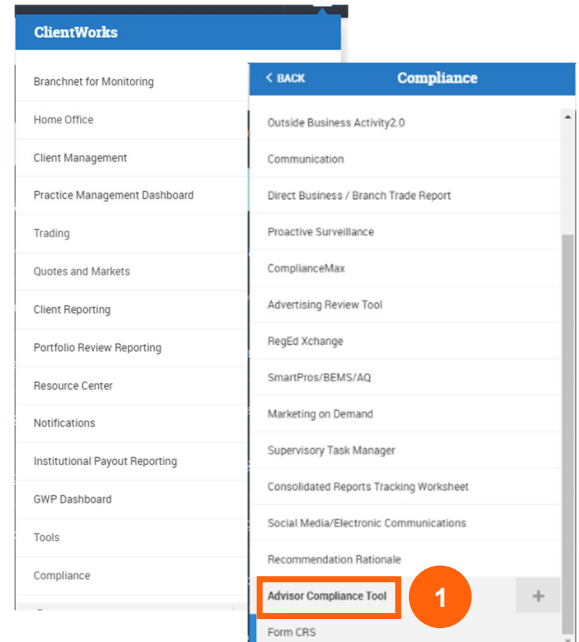 ClientWorks
Branchnet for Monitoring
Home Office
Client Management
Practice Management Dashboard
Trading
Quotes and Markets
Client Reporting
Portfolio Review Reporting
Resource Center
Notifications
Institutional Payout Reporting
GWP Dashboard
Tools
Compliance
< BACK Compliance
Outside Business Activity2.0
Communication
Direct Business / Branch Trade Report
Proactive Surveillance
ComplianceMax
Advertising Review Tool
RegEd Xchange
SmartPros/BEMS/AQ
Marketing on Demand
Supervisory Task Manager
Consolidated Reports Tracking Worksheet
Social Media/Electronic Communications
Recommendation Rationale
Advisor Compliance Tool 1 +
Form CRS